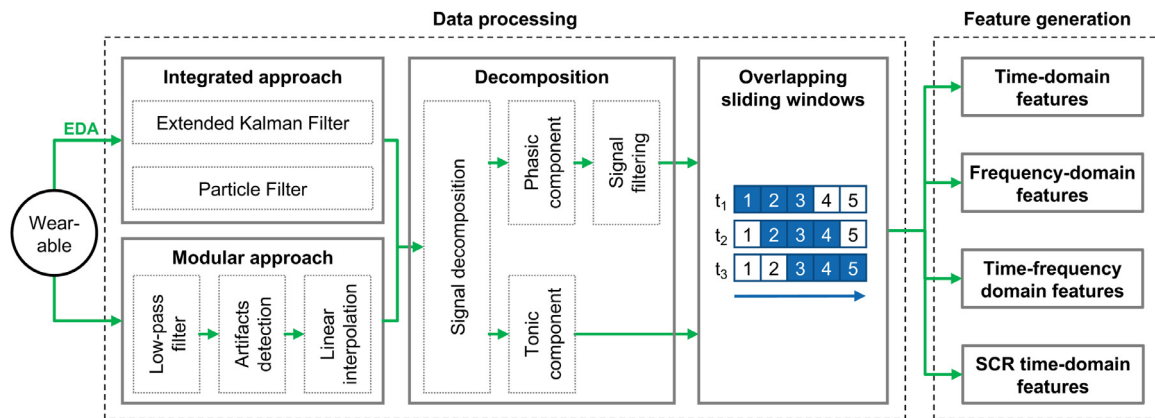 Data processing
Feature generation
EDA
Wear-
able
Integrated approach
Extended Kalman Filter
Particle Filter
Modular approach
Low-pass
filter
Artifacts
detection
Linear
interpolation
Decomposition
Signal decomposition
Phasic
component
Signal
filtering
Tonic
component
Overlapping
sliding windows
t1 1 2 3 4 5
t2 1 2 3 4 5
t3 1 2 3 4 5
Time-domain
features
Frequency-domain
features
Time-frequency
domain features
SCR time-domain
features